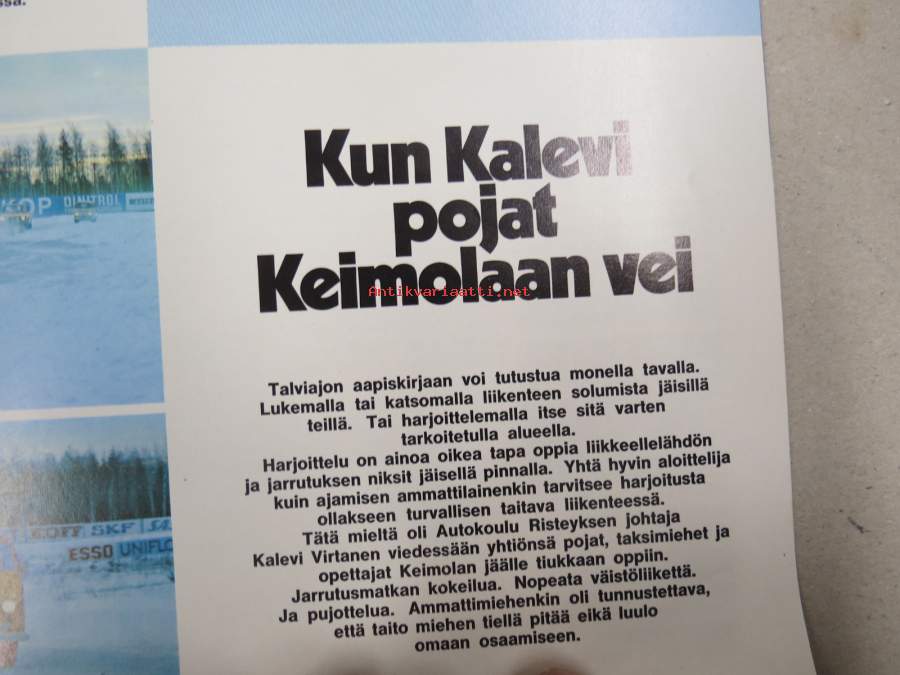 Kun Kalevi
pojat
Keimolaan vei
Antikvariaatti.net
Talviajon aapiskirjaan voi tutustua monella tavalla.
Lukemalla tai katsomalla liikenteen solumista jäisillä
teillä. Tai harjoittelemalla itse sitä varten
tarkoitetulla alueella.
Harjoittelu on ainoa oikea tapa oppia liikkeellelähdön
ja jarrutuksen niksit jäisellä pinnalla. Yhtä hyvin aloittelija
kuin ajamisen ammattilainenkin tarvitsee harjoitusta
ollakseen turvallisen taitava liikenteessä.
Tätä mieltä oli Autokoulu Risteyksen johtaja
Kalevi Virtanen viedessään yhtiönsä pojat, taksimiehet ja
opettajat Keimolan jäälle tiukkaan oppiin.
Jarrutusmatkan kokeilua. Nopeata väistöliikettä.
Ja pujottelua. Ammattimiehenkin oli tunnustettava,
että taito miehen tiellä pitää eikä luulo
omaan osaamiseen.
KOP DINITROL
SKF
ESSO UNIFLO